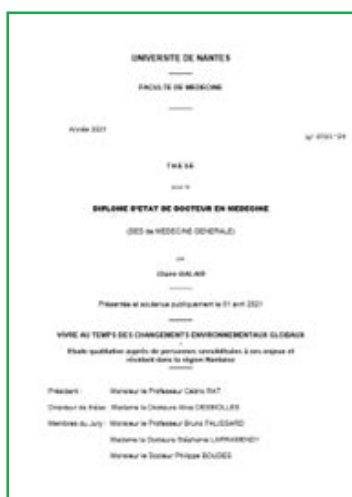 UNIVERSITE DE NANTES
FACULTE DE MEDECINE
Année 2021
N°
THESE
pour le
DIPLOME D'ETAT DE DOCTEUR EN MEDECINE
(DES de MEDECINE GENERALE)
par
Claire
Présentée et soutenue publiquement le 01 avril 2021
VIVRE AU TEMPS DES CHANGEMENTS ENVIRONNEMENTAUX GLOBAUX
Etude qualitative auprès de personnes sensibilisées à ces enjeux et
résidant dans la région Nantaise
Président : Monsieur le Professeur Cédric RAT
Directeur de thèse : Madame la Docteure Alice DESBIOLLES
Membres du Jury : Monsieur le Professeur Bruno FALISSARD
Madame la Docteure Stéphanie
Monsieur le Docteur Philippe